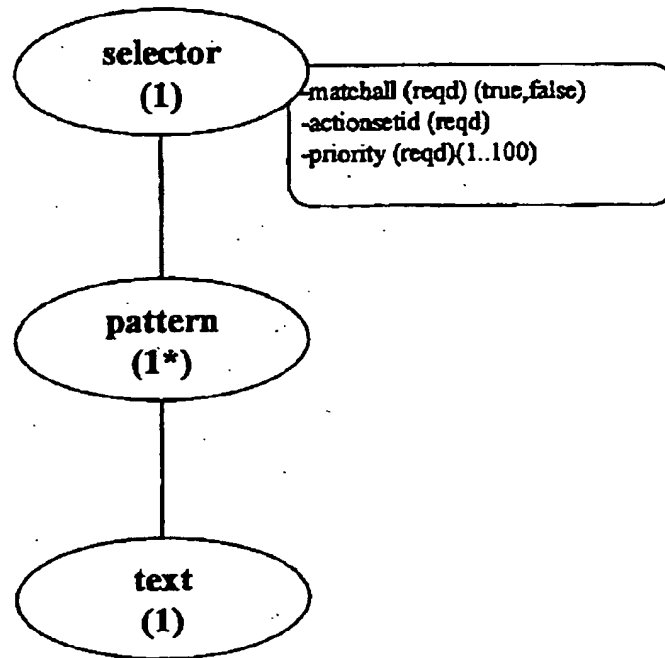 selector
(1)
-matchall (reqd) (true,false)
-actionsetid (reqd)
-priority (reqd)(1..100)
pattern
(1*)
text
(1)